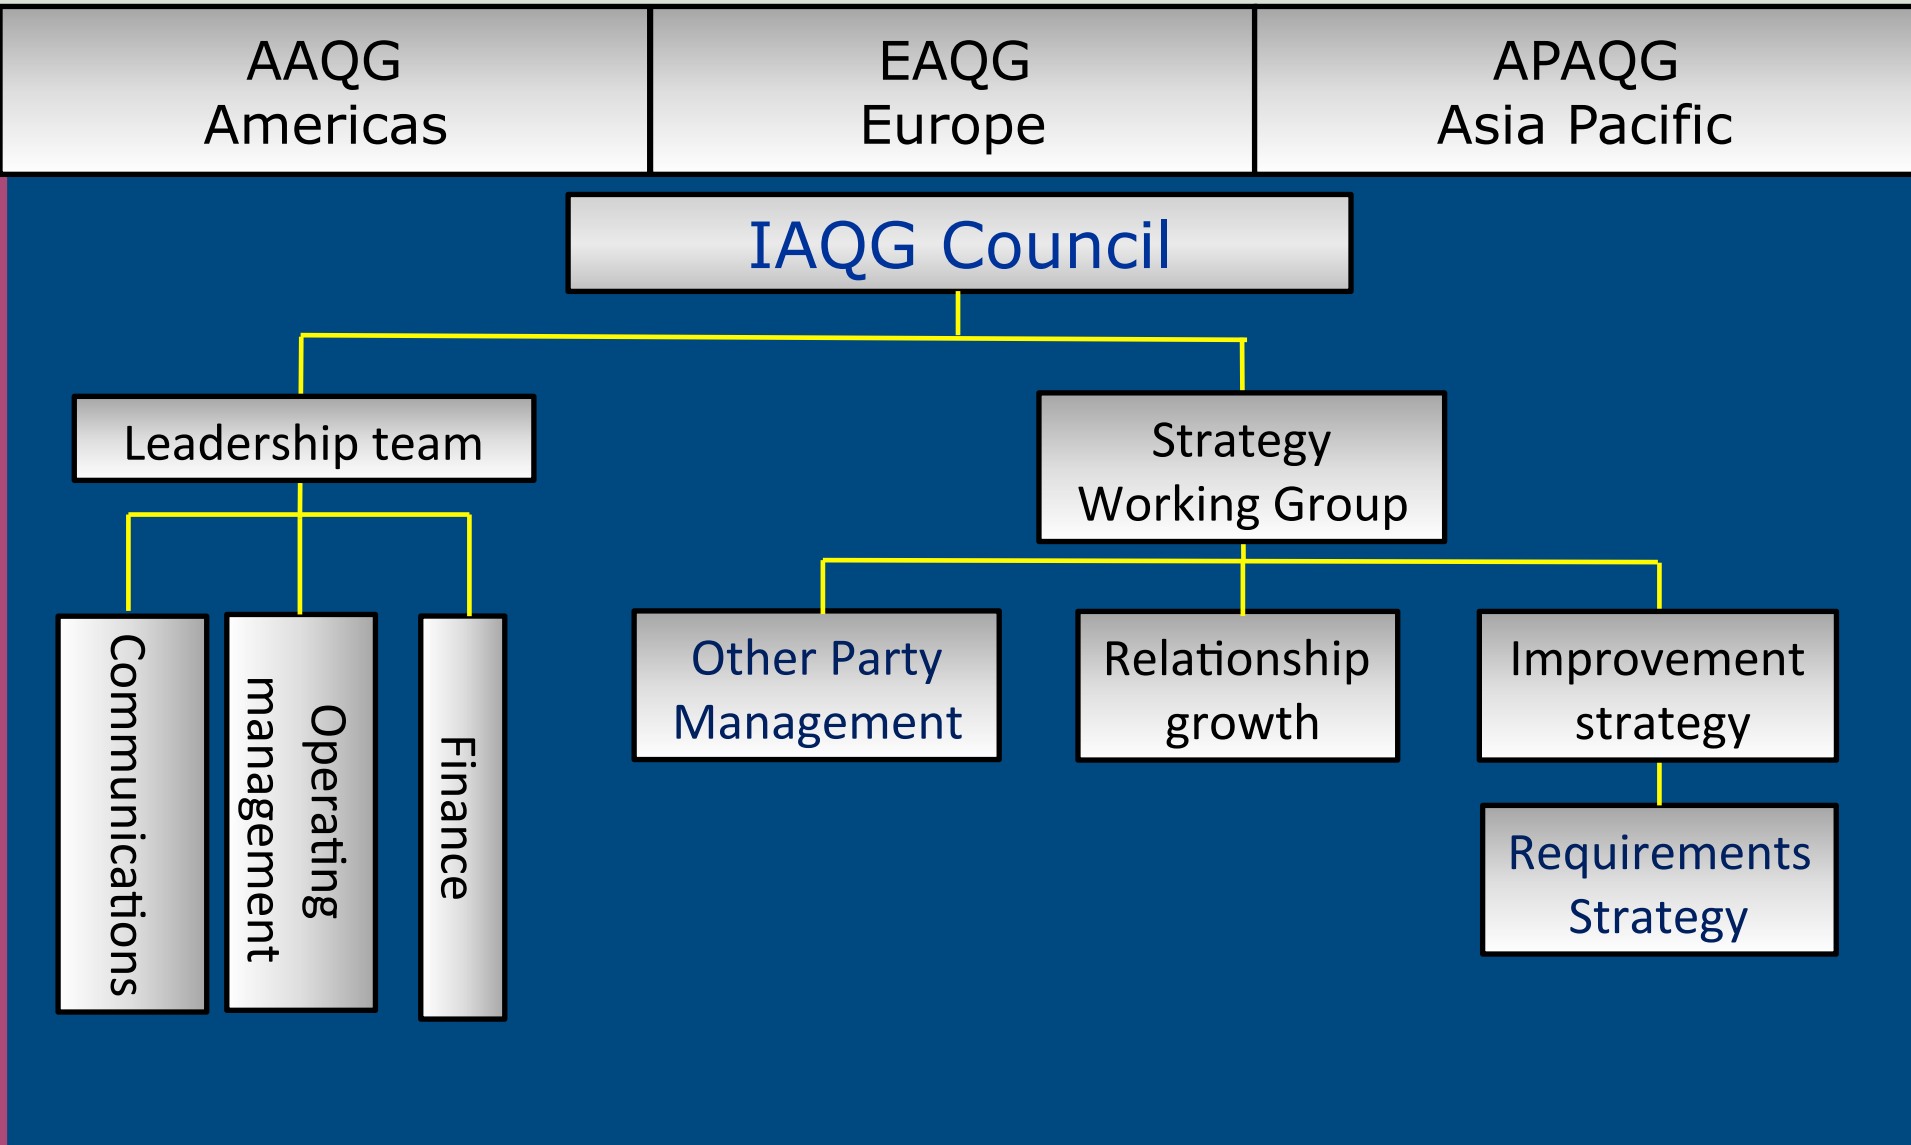 AAQG
Americas
EAQG
Europe
APAQG
Asia Pacific
IAQG Council
Leadership team
Strategy
Working Group
Communications
Operating
management
Finance
Other Party
Management
Relationship
growth
Improvement
strategy
Requirements
Strategy